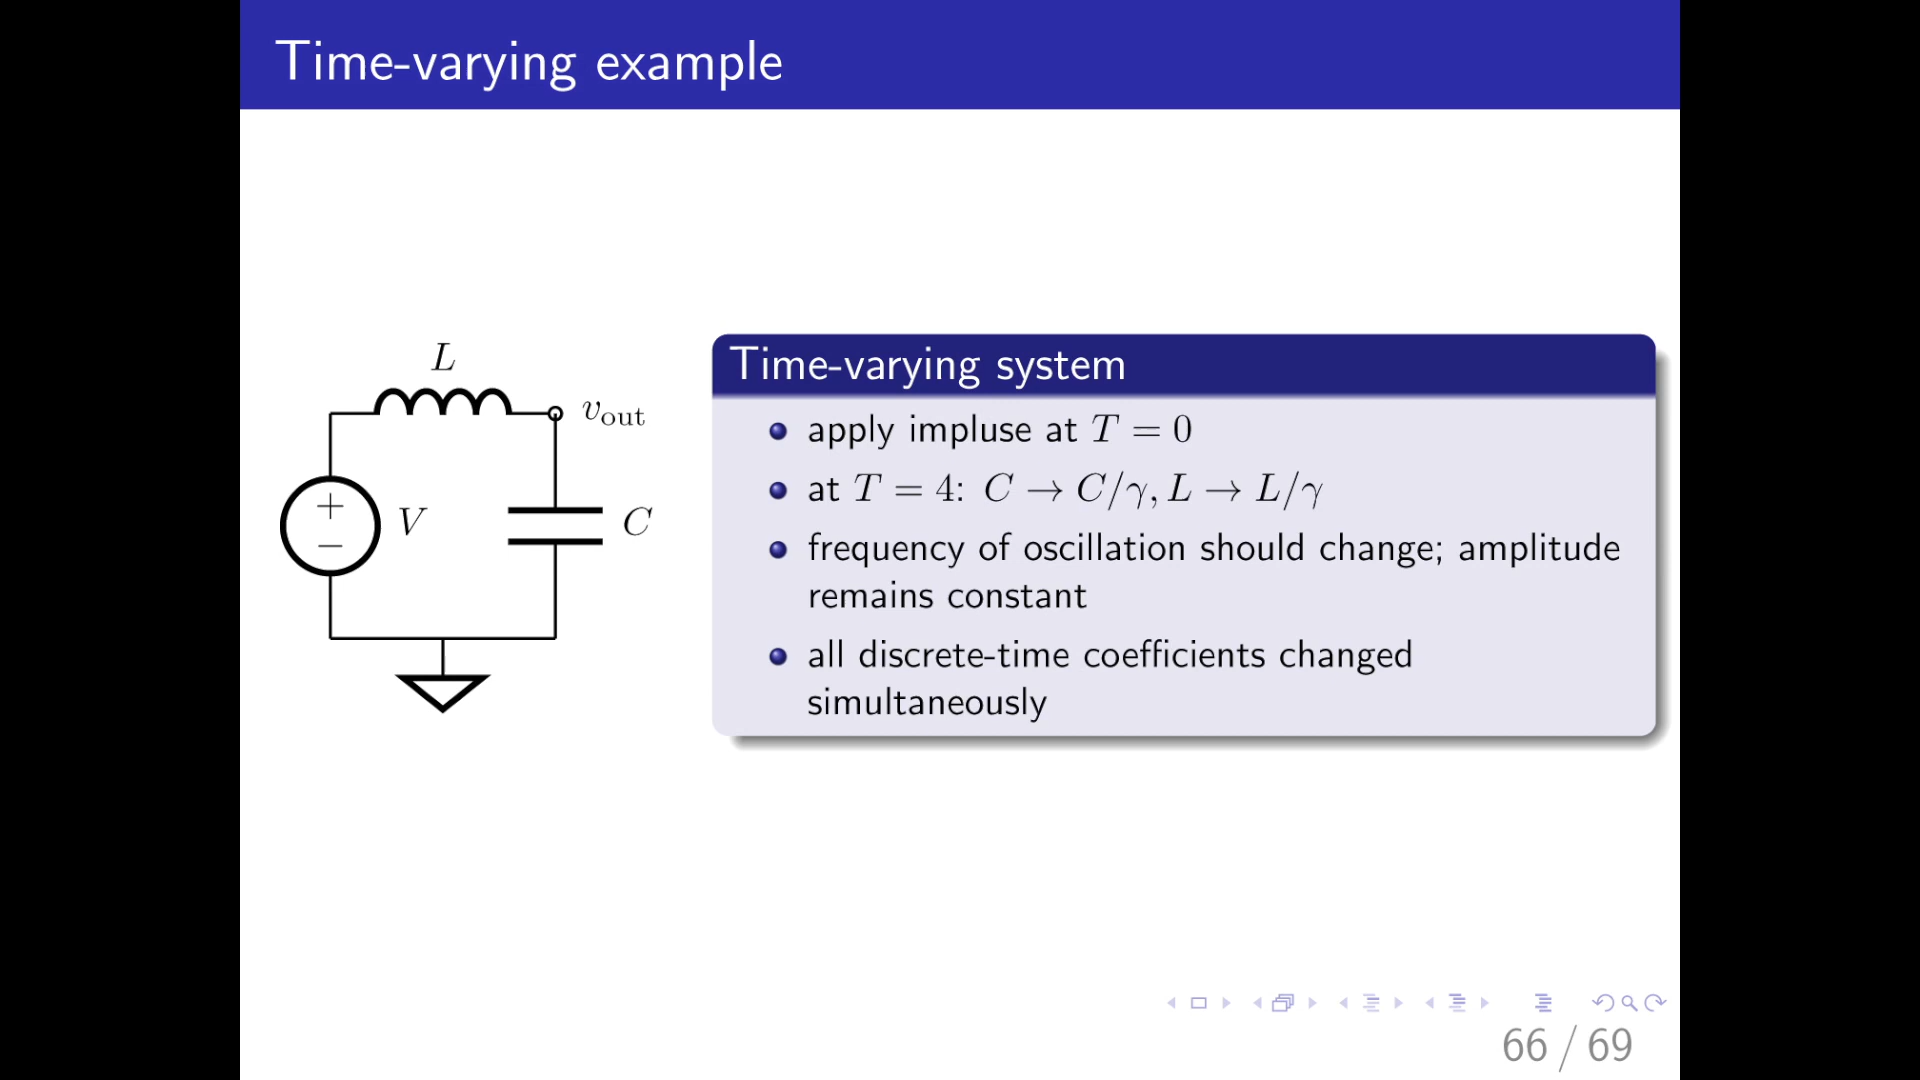 Time-varying example
L
v_out
+
−
V
C
Time-varying system
apply impluse at T = 0
at T = 4: C → C/γ, L → L/γ
frequency of oscillation should change; amplitude
remains constant
all discrete-time coefficients changed
simultaneously
66 / 69